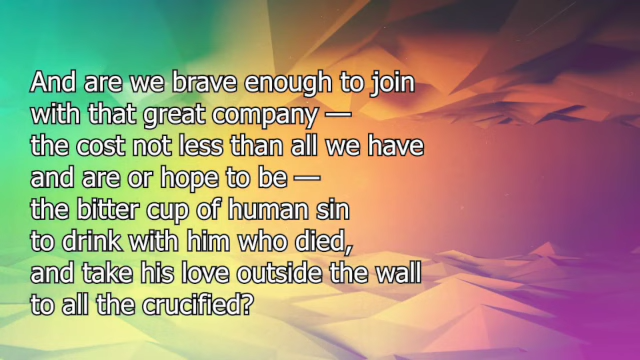 And are we brave enough to join
with that great company —
the cost not less than all we have
and are or hope to be —
the bitter cup of human sin
to drink with him who died,
and take his love outside the wall
to all the crucified?